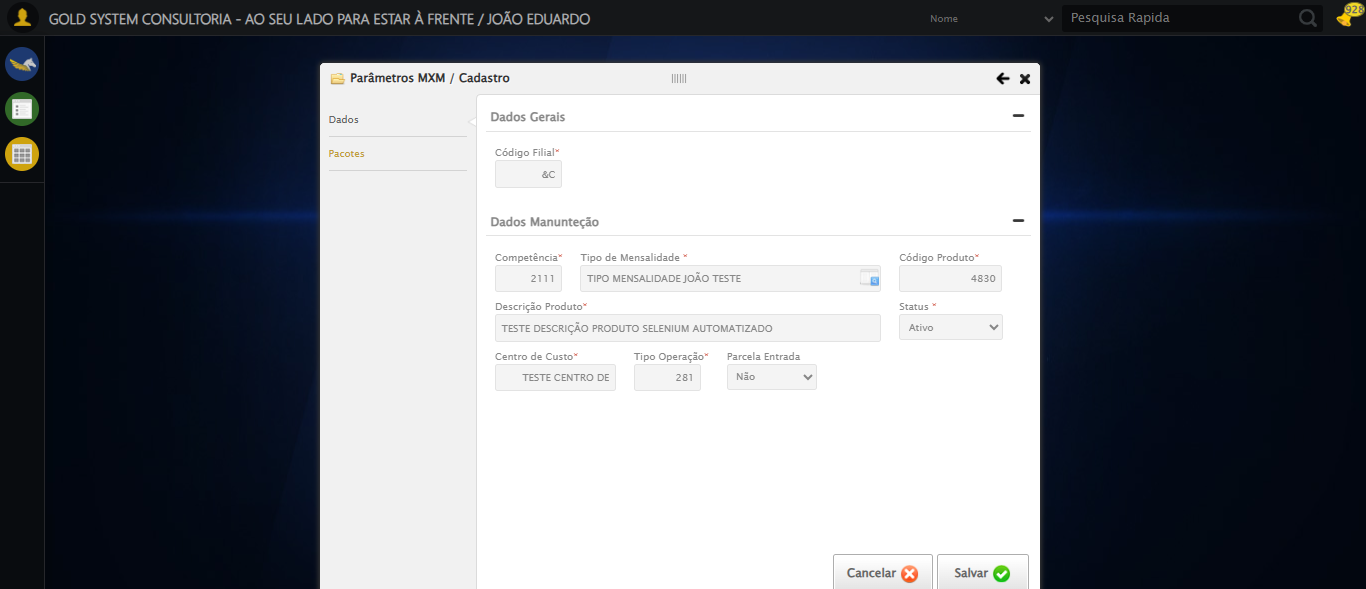 GOLD SYSTEM CONSULTORIA - AO SEU LADO PARA ESTAR À FRENTE / JOÃO EDUARDO
Nome
Pesquisa Rapida
928
Parâmetros MXM / Cadastro
Dados
Pacotes
Dados Gerais
Código Filial*
&C
Dados Manunteção
Competência* Tipo de Mensalidade * Código Produto*
2111 TIPO MENSALIDADE JOÃO TESTE 4830
Descrição Produto* Status *
TESTE DESCRIÇÃO PRODUTO SELENIUM AUTOMATIZADO Ativo
Centro de Custo* Tipo Operação* Parcela Entrada
TESTE CENTRO DE 281 Não
Cancelar Salvar